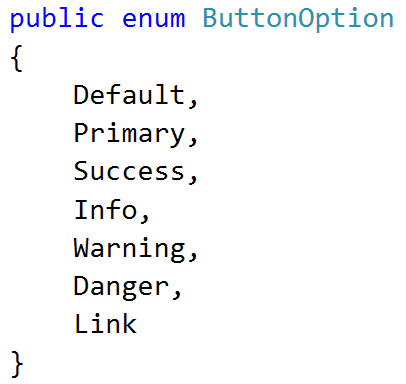 public enum ButtonOption
{
    Default,
    Primary,
    Success,
    Info,
    Warning,
    Danger,
    Link
}